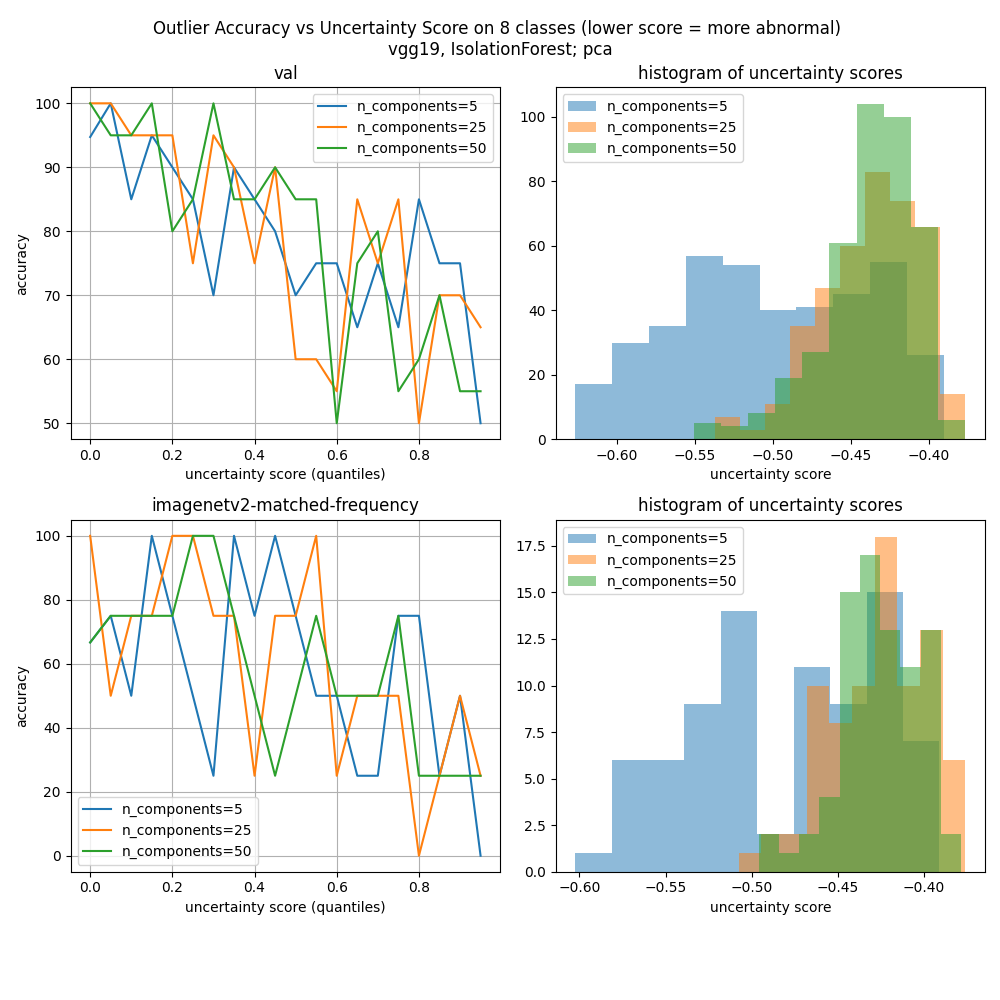 Outlier Accuracy vs Uncertainty Score on 8 classes (lower score = more abnormal)
vgg19, IsolationForest; pca
val
100
90
80
70
60
50
accuracy
n_components=5
n_components=25
n_components=50
0.0 0.2 0.4 0.6 0.8
uncertainty score (quantiles)
histogram of uncertainty scores
100
80
60
40
20
0
n_components=5
n_components=25
n_components=50
−0.60 −0.55 −0.50 −0.45 −0.40
uncertainty score
imagenetv2-matched-frequency
100
80
60
40
20
0
accuracy
n_components=5
n_components=25
n_components=50
0.0 0.2 0.4 0.6 0.8
uncertainty score (quantiles)
histogram of uncertainty scores
17.5
15.0
12.5
10.0
7.5
5.0
2.5
0.0
n_components=5
n_components=25
n_components=50
−0.60 −0.55 −0.50 −0.45 −0.40
uncertainty score